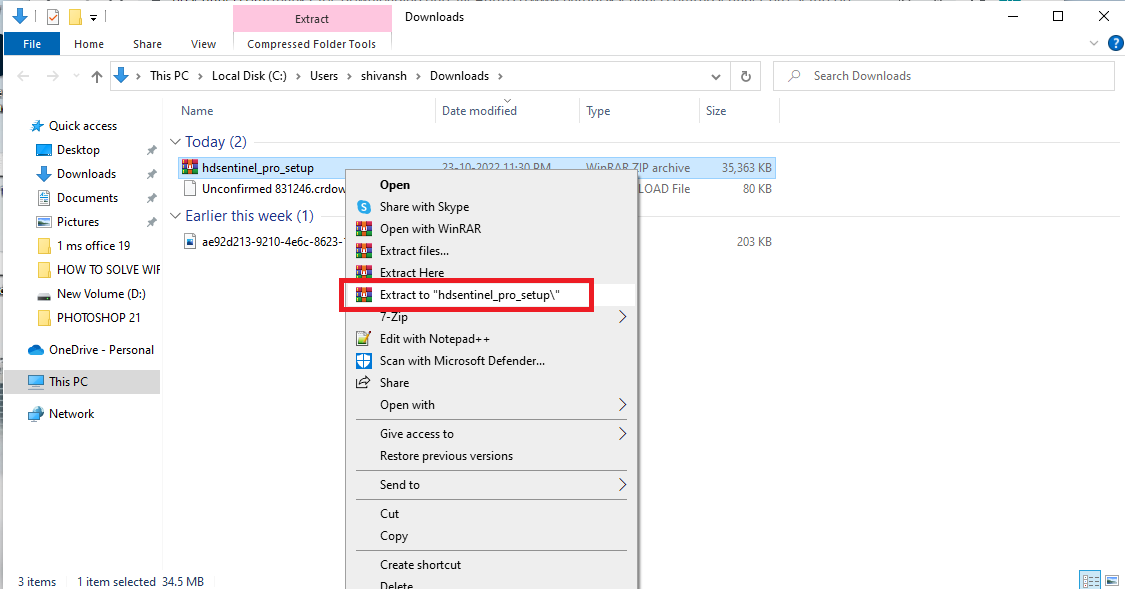 Extract
Downloads
File
Home
Share
View
Compressed Folder Tools
This PC
Local Disk (C:)
Users
shivansh
Downloads
Search Downloads
Name
Date modified
Type
Size
Quick access
Desktop
Downloads
Documents
Pictures
1 ms office 19
HOW TO SOLVE WIF
New Volume (D:)
PHOTOSHOP 21
OneDrive - Personal
This PC
Network
Today (2)
hdsentinel_pro_setup 23-10-2022 11:30 PM WinRAR ZIP archive 35,363 KB
Unconfirmed 831246.crdow LOAD File 80 KB
Earlier this week (1)
ae92d213-9210-4e6c-8623- 203 KB
Open
Share with Skype
Open with WinRAR
Extract files...
Extract Here
Extract to "hdsentinel_pro_setup\"
7-Zip
Edit with Notepad++
Scan with Microsoft Defender...
Share
Open with
Give access to
Restore previous versions
Send to
Cut
Copy
Create shortcut
Delete
3 items 1 item selected 34.5 MB